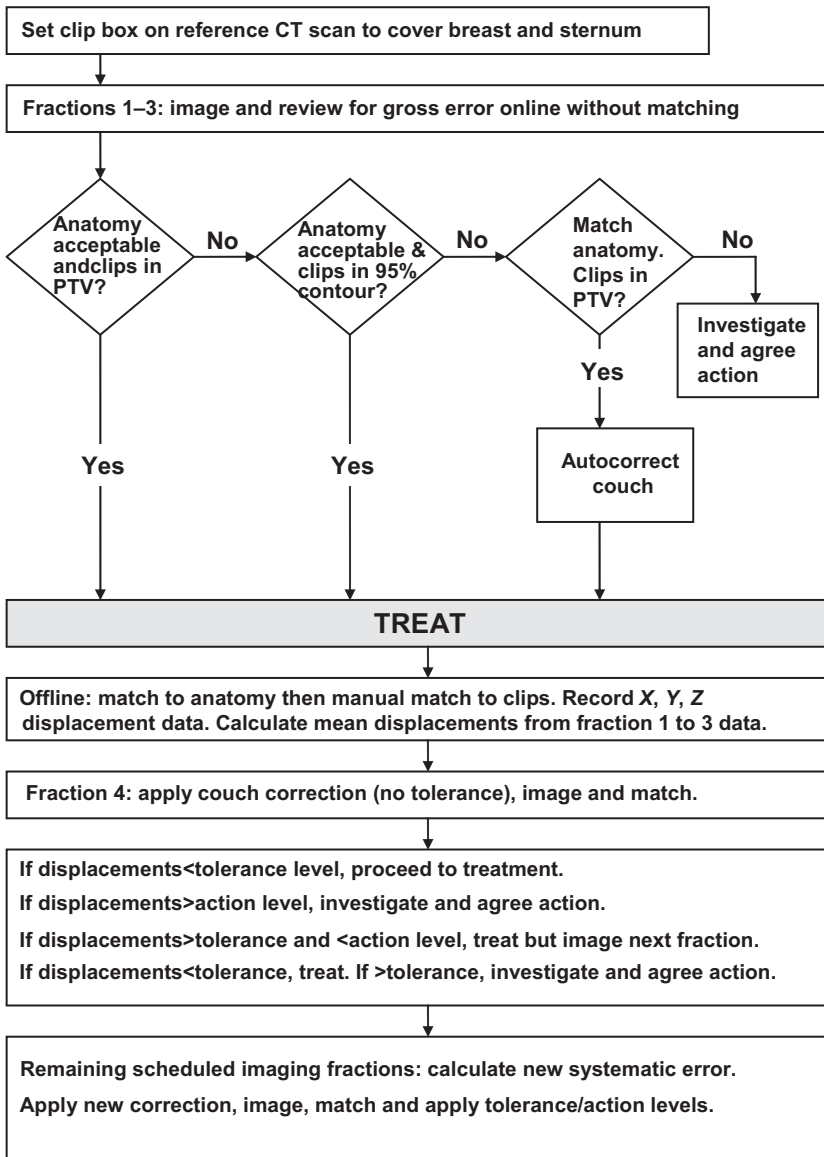 Set clip box on reference CT scan to cover breast and sternum
Fractions 1–3: image and review for gross error online without matching
Anatomy
acceptable
andclips in
PTV?
No
Anatomy
acceptable &
clips in 95%
contour?
No
Match
anatomy.
Clips in
PTV?
No
Investigate
and agree
action
Yes
Yes
Yes
Autocorrect
couch
TREAT
Offline: match to anatomy then manual match to clips. Record X, Y, Z
displacement data. Calculate mean displacements from fraction 1 to 3 data.
Fraction 4: apply couch correction (no tolerance), image and match.
If displacements<tolerance level, proceed to treatment.
If displacements>action level, investigate and agree action.
If displacements>tolerance and <action level, treat but image next fraction.
If displacements<tolerance, treat. If >tolerance, investigate and agree action.
Remaining scheduled imaging fractions: calculate new systematic error.
Apply new correction, image, match and apply tolerance/action levels.